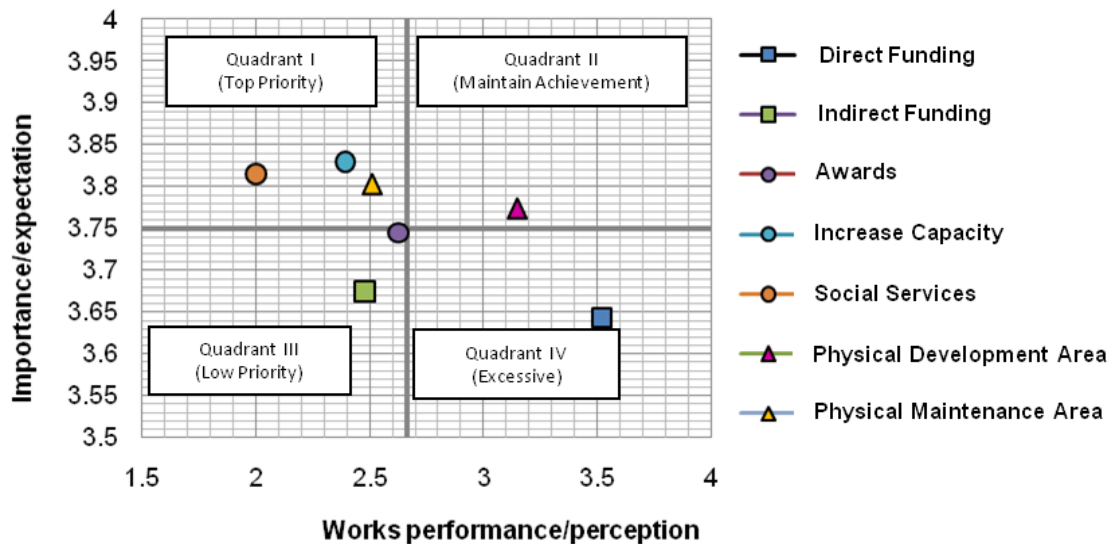 4
3.95
3.9
3.85
3.8
3.75
3.7
3.65
3.6
3.55
3.5
Importance/expectation
Quadrant I
(Top Priority)
Quadrant II
(Maintain Achievement)
Quadrant III
(Low Priority)
Quadrant IV
(Excessive)
1.5 2 2.5 3 3.5 4
Works performance/perception
Direct Funding
Indirect Funding
Awards
Increase Capacity
Social Services
Physical Development Area
Physical Maintenance Area